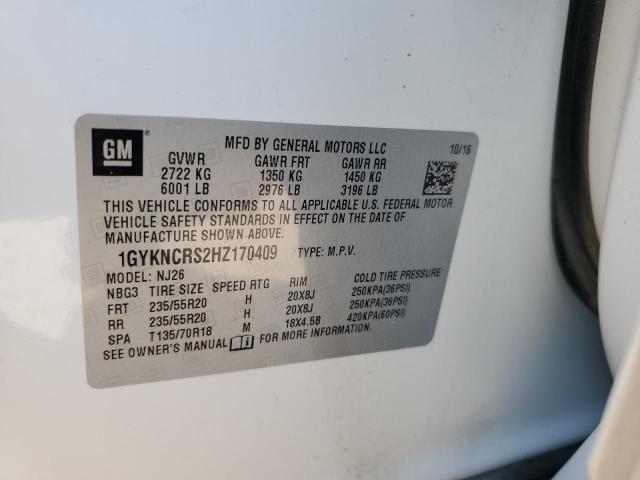 GM
MFD BY GENERAL MOTORS LLC 10/16
GVWR GAWR FRT GAWR RR
2722 KG 1350 KG 1450 KG
6001 LB 2976 LB 3196 LB
THIS VEHICLE CONFORMS TO ALL APPLICABLE U.S. FEDERAL MOTOR
VEHICLE SAFETY STANDARDS IN EFFECT ON THE DATE OF
MANUFACTURE SHOWN ABOVE.
1GYKNCRS2HZ170409 TYPE: M.P.V.
MODEL: NJ26
NBG3 TIRE SIZE SPEED RTG RIM COLD TIRE PRESSURE
FRT 235/55R20 H 20X8J 250KPA(36PSI)
RR 235/55R20 H 20X8J 250KPA(36PSI)
SPA T135/70R18 M 18X4.5B 420KPA(60PSI)
SEE OWNER'S MANUAL FOR MORE INFORMATION.